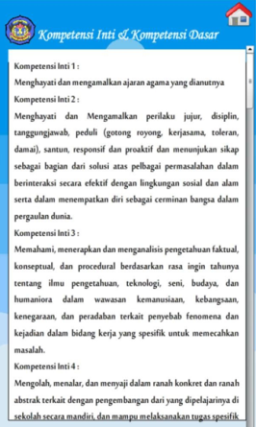 Kompetensi Inti & Kompetensi Dasar
Kompetensi Inti 1 :
Menghayati dan mengamalkan ajaran agama yang dianutnya
Kompetensi Inti 2 :
Menghayati dan Mengamalkan perilaku jujur, disiplin,
tanggungjawab, peduli (gotong royong, kerjasama, toleran,
damai), santun, responsif dan proaktif dan menunjukan sikap
sebagai bagian dari solusi atas pelbagai permasalahan dalam
berinteraksi secara efektif dengan lingkungan sosial dan alam
serta dalam menempatkan diri sebagai cerminan bangsa dalam
pergaulan dunia.
Kompetensi Inti 3 :
Memahami, menerapkan dan menganalisis pengetahuan faktual,
konseptual, dan procedural berdasarkan rasa ingin tahunya
tentang ilmu pengetahuan, teknologi, seni, budaya, dan
humaniora dalam wawasan kemanusiaan, kebangsaan,
kenegaraan, dan peradaban terkait penyebab fenomena dan
kejadian dalam bidang kerja yang spesifik untuk memecahkan
masalah.
Kompetensi Inti 4 :
Mengolah, menalar, dan menyaji dalam ranah konkret dan ranah
abstrak terkait dengan pengembangan dari yang dipelajarinya di
sekolah secara mandiri, dan mampu melaksanakan tugas spesifik